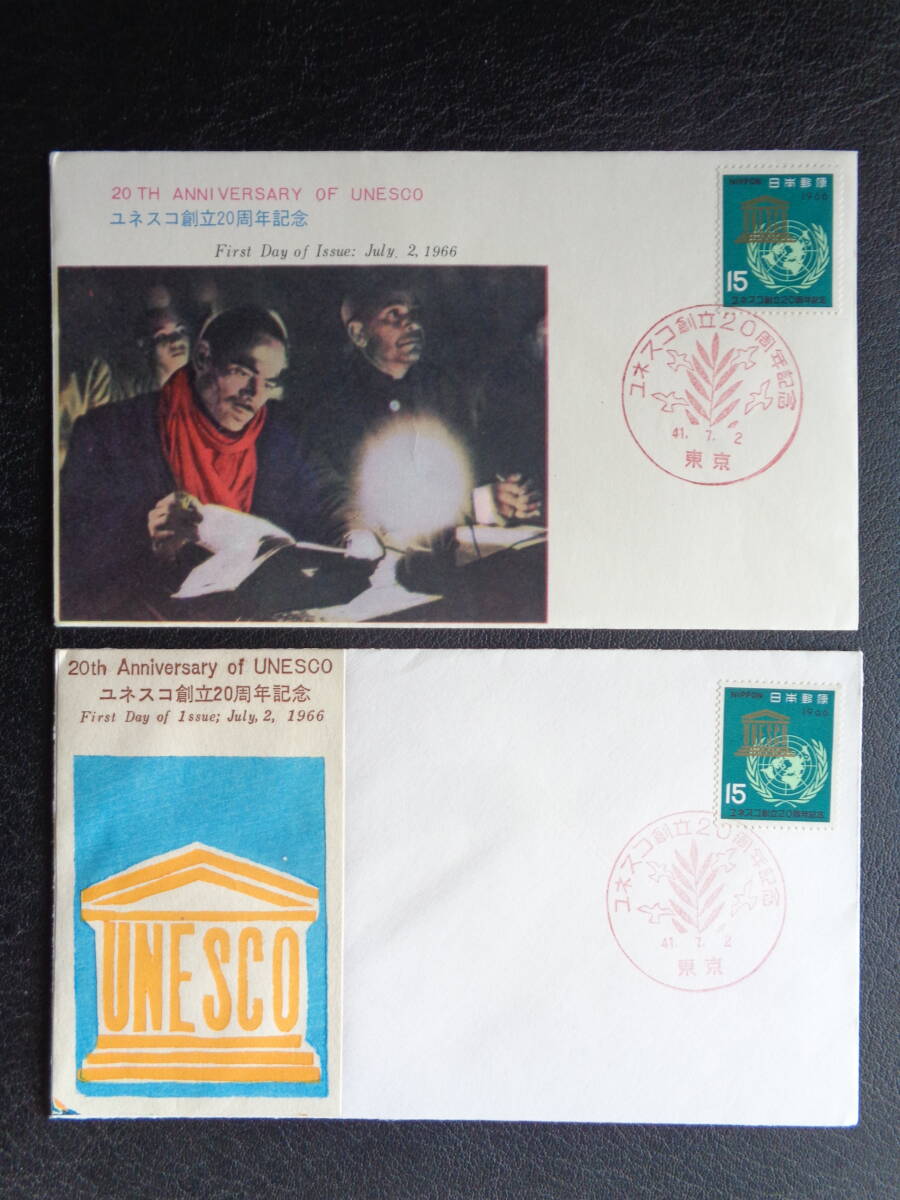 20 TH ANNIVERSARY OF UNESCO
ユネスコ創立20周年記念
First Day of Issue: July. 2, 1966
NIPPON 日本郵便
1966
15
ユネスコ創立20周年記念
ユネスコ創立20周年記念
41. 7. 2
東京
20th Anniversary of UNESCO
ユネスコ創立20周年記念
First Day of 1ssue; July, 2, 1966
UNESCO
NIPPON 日本郵便
1966
15
ユネスコ創立20周年記念
ユネスコ創立20周年記念
41. 7. 2
東京